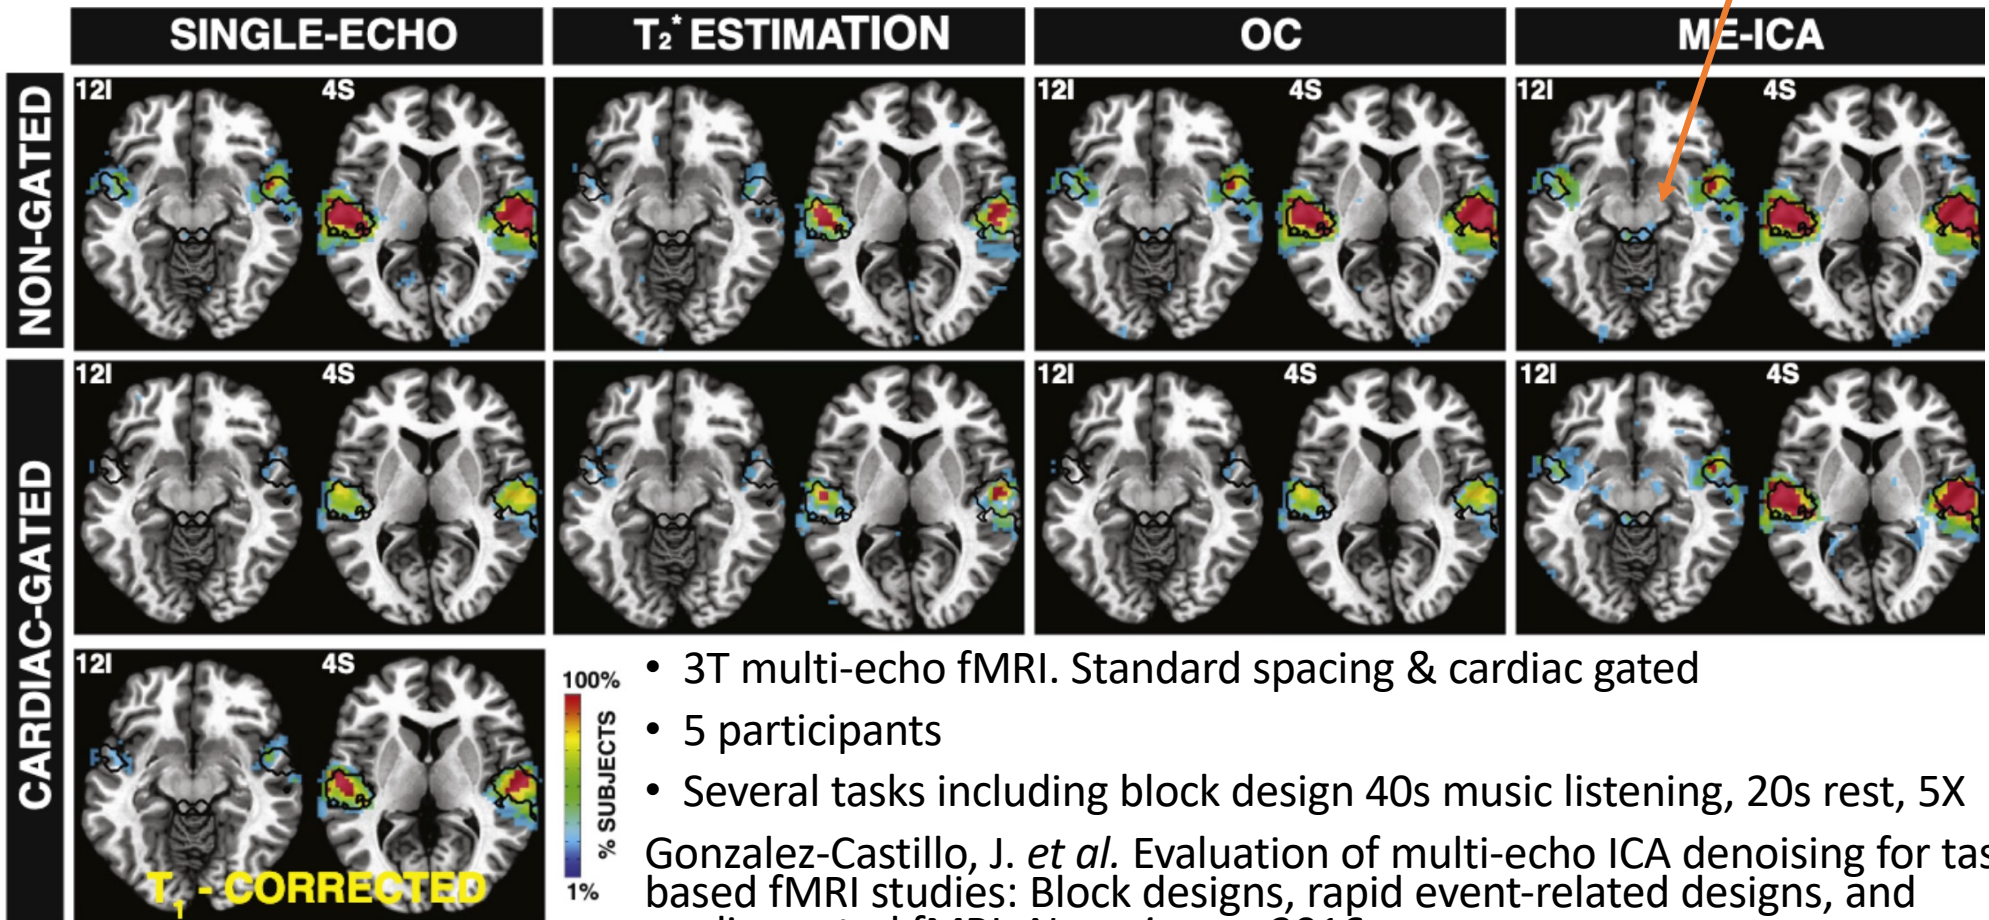 SINGLE-ECHO
T₂* ESTIMATION
OC
ME-ICA
NON-GATED
12I
4S
12I
4S
12I
4S
CARDIAC-GATED
12I
4S
12I
4S
12I
4S
12I
4S
T₁ - CORRECTED
100%
% SUBJECTS
1%
• 3T multi-echo fMRI. Standard spacing & cardiac gated
• 5 participants
• Several tasks including block design 40s music listening, 20s rest, 5X
Gonzalez-Castillo, J. et al. Evaluation of multi-echo ICA denoising for
based fMRI studies: Block designs, rapid event-related designs, and